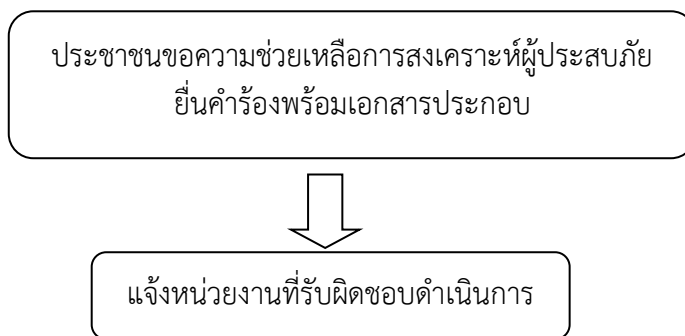 ประชาชนขอความช่วยเหลือการสงเคราะห์ผู้ประสบภัย
ยื่นคำร้องพร้อมเอกสารประกอบ
แจ้งหน่วยงานที่รับผิดชอบดำเนินการ